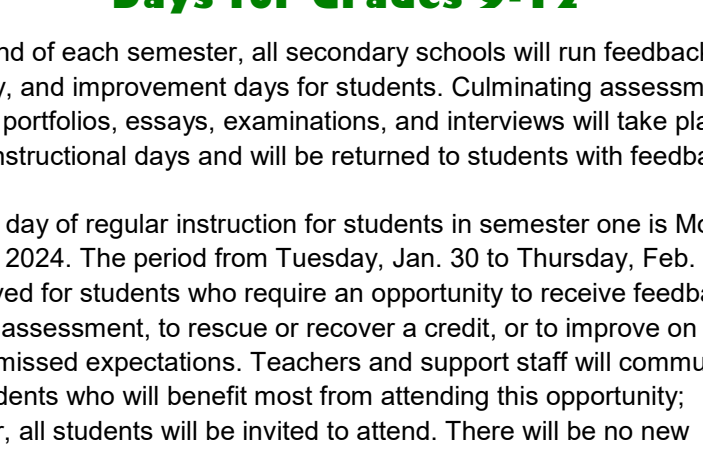 Days for Grades 9-12
nd of each semester, all secondary schools will run feedback
y, and improvement days for students. Culminating assessm
portfolios, essays, examinations, and interviews will take pla
nstructional days and will be returned to students with feedba
day of regular instruction for students in semester one is Mo
2024. The period from Tuesday, Jan. 30 to Thursday, Feb.
ved for students who require an opportunity to receive feedba
assessment, to rescue or recover a credit, or to improve on
missed expectations. Teachers and support staff will commu
dents who will benefit most from attending this opportunity;
r, all students will be invited to attend. There will be no new